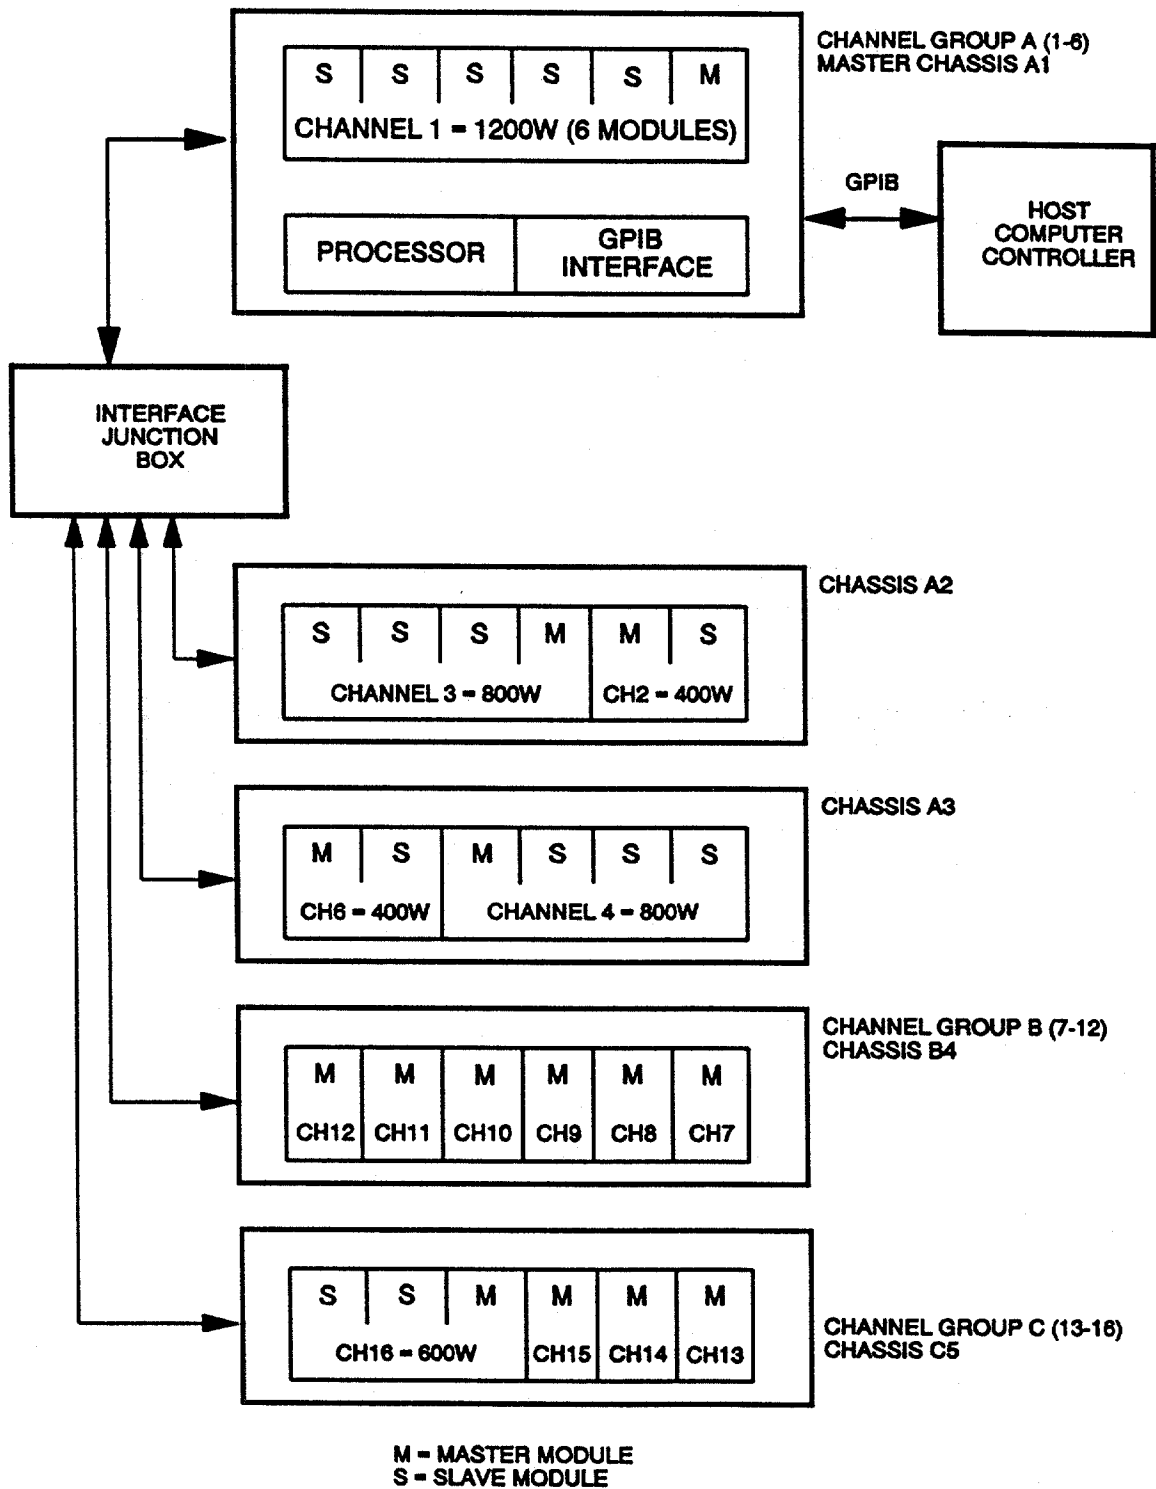 CHANNEL GROUP A (1-6)
MASTER CHASSIS A1
S S S S S M
CHANNEL 1 = 1200W (6 MODULES)
PROCESSOR
GPIB
INTERFACE
GPIB
HOST
COMPUTER
CONTROLLER
INTERFACE
JUNCTION
BOX
CHASSIS A2
S S S M M S
CHANNEL 3 = 800W CH2 = 400W
CHASSIS A3
M S M S S S
CH6 = 400W CHANNEL 4 = 800W
CHANNEL GROUP B (7-12)
CHASSIS B4
M M M M M M
CH12 CH11 CH10 CH9 CH8 CH7
S S M M M M
CH16 = 600W CH15 CH14 CH13
CHANNEL GROUP C (13-16)
CHASSIS C5
M = MASTER MODULE
S = SLAVE MODULE